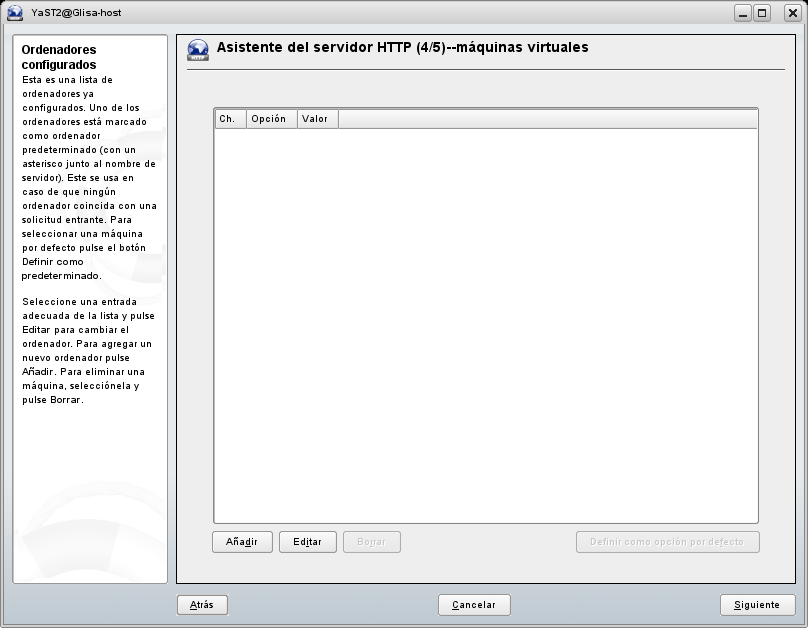 YaST2@Glisa-host
Ordenadores
configurados
Esta es una lista de
ordenadores ya
configurados. Uno de los
ordenadores está marcado
como ordenador
predeterminado (con un
asterisco junto al nombre de
servidor). Este se usa en
caso de que ningún
ordenador coincida con una
solicitud entrante. Para
seleccionar una máquina
por defecto pulse el botón
Definir como
predeterminado.
Seleccione una entrada
adecuada de la lista y pulse
Editar para cambiar el
ordenador. Para agregar un
nuevo ordenador pulse
Añadir. Para eliminar una
máquina, selecciónela y
pulse Borrar.
HTTP
Asistente del servidor HTTP (4/5)--máquinas virtuales
Ch. Opción Valor
Añadir Editar Borrar Definir como opción por defecto
Atrás Cancelar Siguiente